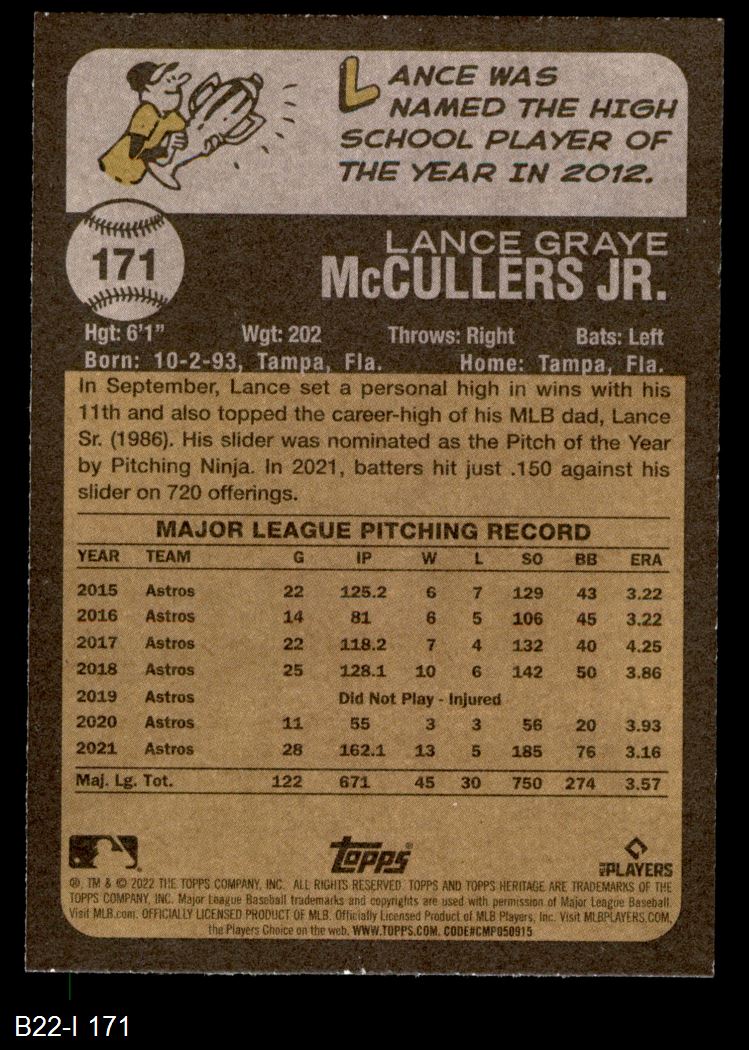 LANCE WAS
NAMED THE HIGH
SCHOOL PLAYER OF
THE YEAR IN 2012.
171
LANCE GRAYE
McCULLERS JR.
Hgt: 6'1" Wgt: 202 Throws: Right Bats: Left
Born: 10-2-93, Tampa, Fla. Home: Tampa, Fla.
In September, Lance set a personal high in wins with his
11th and also topped the career-high of his MLB dad, Lance
Sr. (1986). His slider was nominated as the Pitch of the Year
by Pitching Ninja. In 2021, batters hit just .150 against his
slider on 720 offerings.
MAJOR LEAGUE PITCHING RECORD
YEAR TEAM G IP W L SO BB ERA
2015 Astros 22 125.2 6 7 129 43 3.22
2016 Astros 14 81 6 5 106 45 3.22
2017 Astros 22 118.2 7 4 132 40 4.25
2018 Astros 25 128.1 10 6 142 50 3.86
2019 Astros Did Not Play - Injured
2020 Astros 11 55 3 3 56 20 3.93
2021 Astros 28 162.1 13 5 185 76 3.16
Maj. Lg. Tot. 122 671 45 30 750 274 3.57
Topps®
MLB PLAYERS
®, TM & © 2022 THE TOPPS COMPANY, INC. ALL RIGHTS RESERVED. TOPPS AND TOPPS HERITAGE ARE TRADEMARKS OF THE
TOPPS COMPANY, INC. Major League Baseball trademarks and copyrights are used with permission of Major League Baseball.
Visit MLB.com. OFFICIALLY LICENSED PRODUCT OF MLB. Officially Licensed Product of MLB Players, Inc. Visit MLBPLAYERS.COM,
the Players Choice on the web. WWW.TOPPS.COM. CODE#CMP050915
B22-I 171